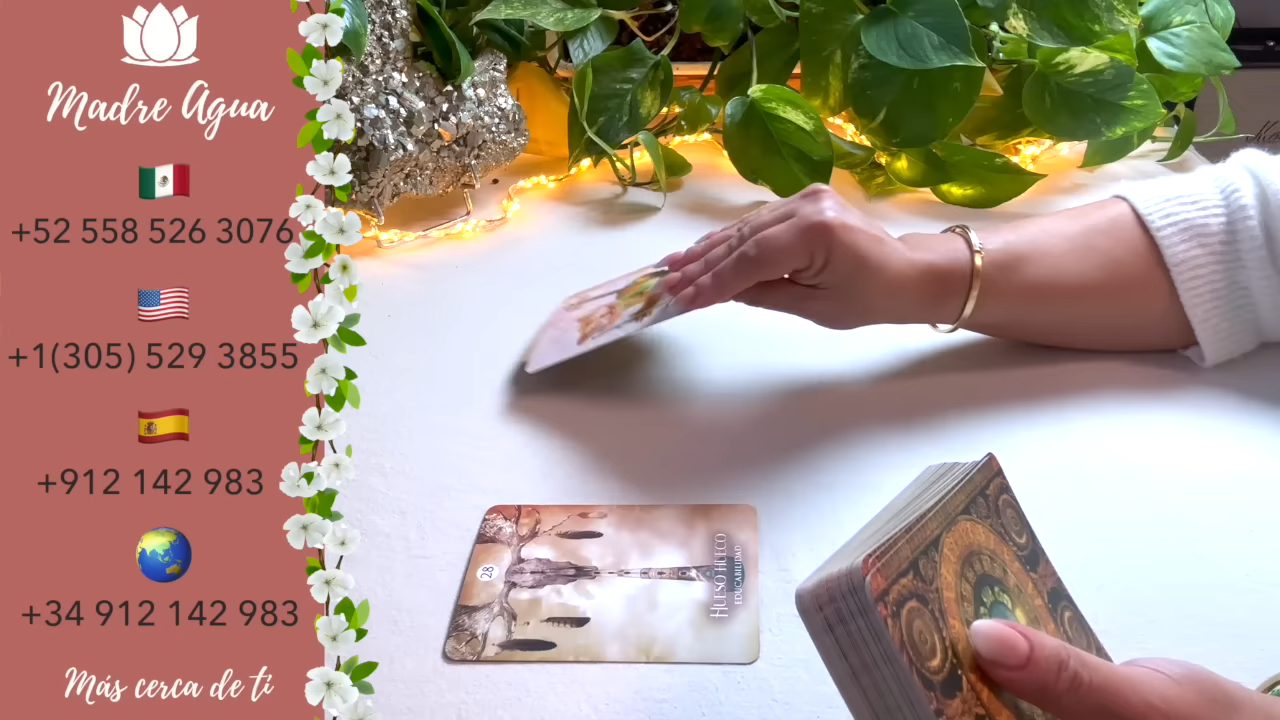 Madre Agua
+52 558 526 3076
+1(305) 529 3855
+912 142 983
+34 912 142 983
Más cerca de ti
28
HUESO HUECO
EDUCABILIDAD